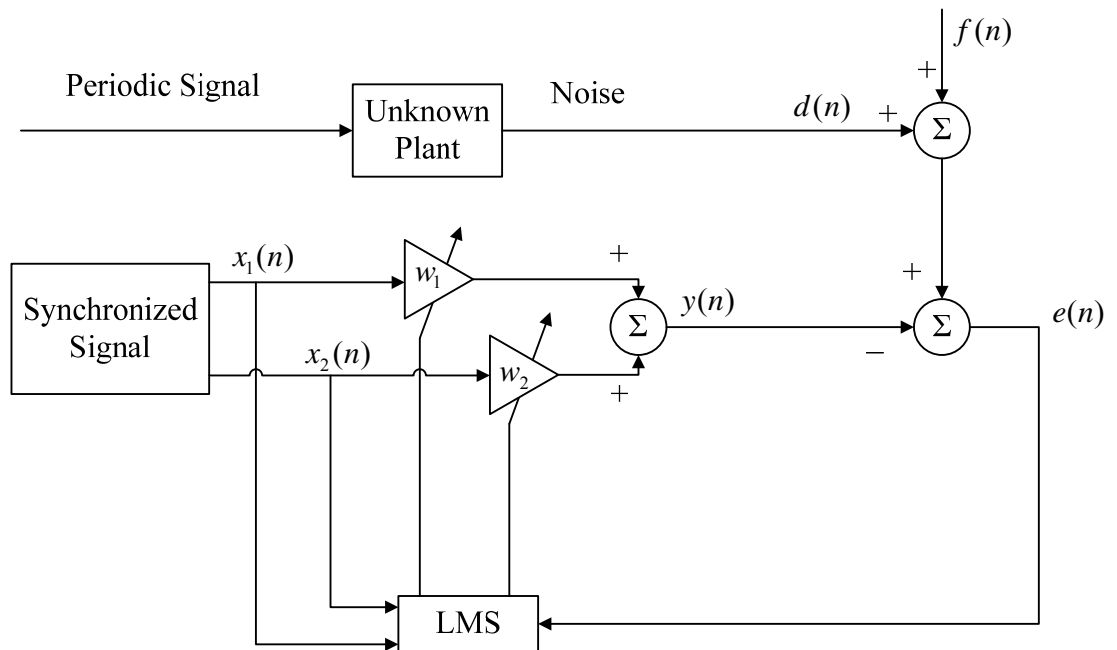 f(n)
+
Periodic Signal
Unknown
Plant
Noise
d(n)
+
Σ
x₁(n)
w₁
+
Synchronized
Signal
x₂(n)
w₂
Σ
+
y(n)
+
−
Σ
e(n)
LMS